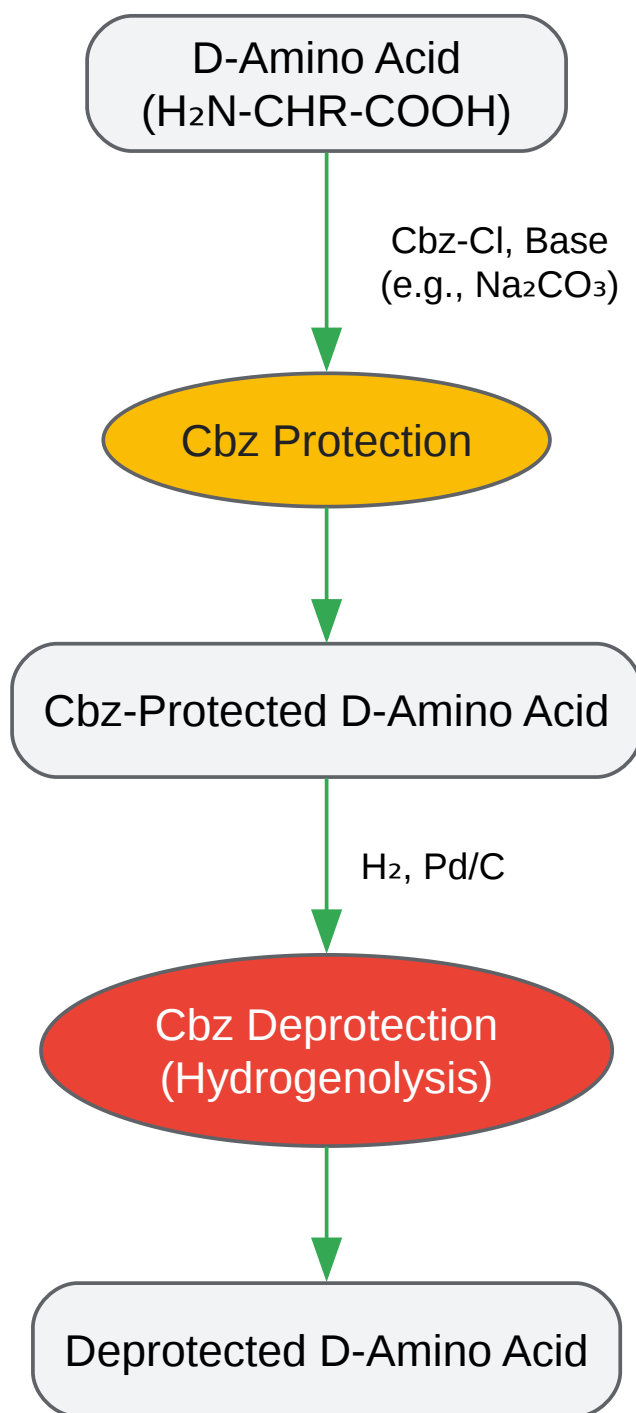 D-Amino Acid
(H₂N-CHR-COOH)
Cbz-Cl, Base
(e.g., Na₂CO₃)
Cbz Protection
Cbz-Protected D-Amino Acid
H₂, Pd/C
Cbz Deprotection
(Hydrogenolysis)
Deprotected D-Amino Acid